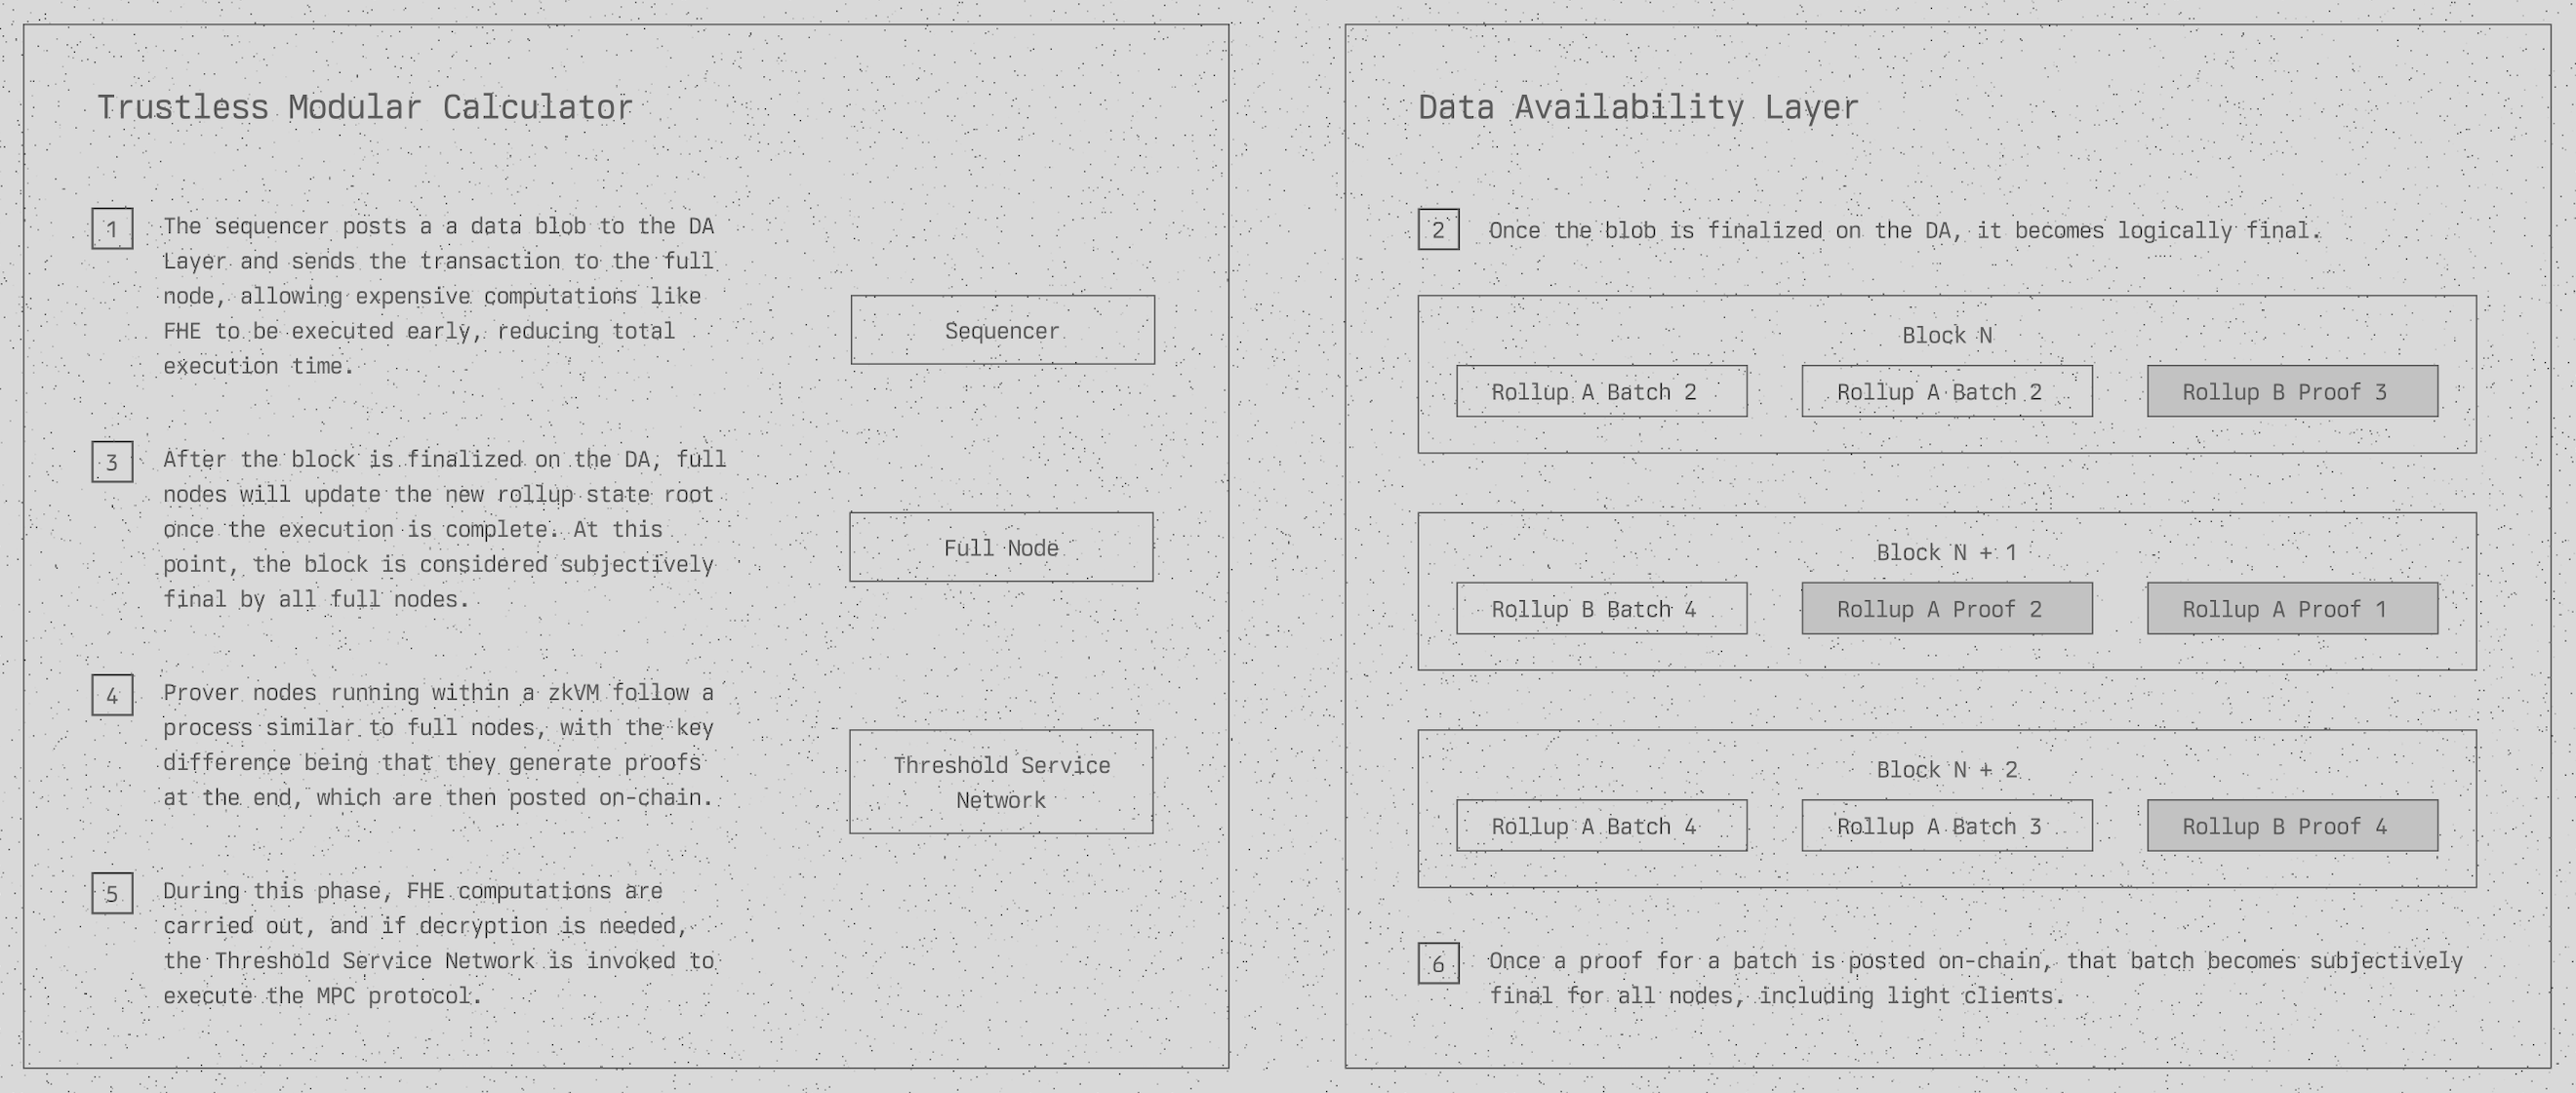 Trustless Modular Calculator
1
The sequencer posts a a data blob to the DA
Layer and sends the transaction to the full
node, allowing expensive computations like
FHE to be executed early, reducing total
execution time.
3
After the block is finalized on the DA, full
nodes will update the new rollup state root
once the execution is complete. At this
point, the block is considered subjectively
final by all full nodes.
4
Prover nodes running within a zkVM follow a
process similar to full nodes, with the key
difference being that they generate proofs
at the end, which are then posted on-chain.
5
During this phase, FHE computations are
carried out, and if decryption is needed,
the Threshold Service Network is invoked to
execute the MPC protocol.
Sequencer
Full Node
Threshold Service
Network
Data Availability Layer
2
Once the blob is finalized on the DA, it becomes logically final.
Block N
Rollup A Batch 2
Rollup A Batch 2
Rollup B Proof 3
Block N + 1
Rollup B Batch 4
Rollup A Proof 2
Rollup A Proof 1
Block N + 2
Rollup A Batch 4
Rollup A Batch 3
Rollup B Proof 4
6
Once a proof for a batch is posted on-chain, that batch becomes subjectively
final for all nodes, including light clients.